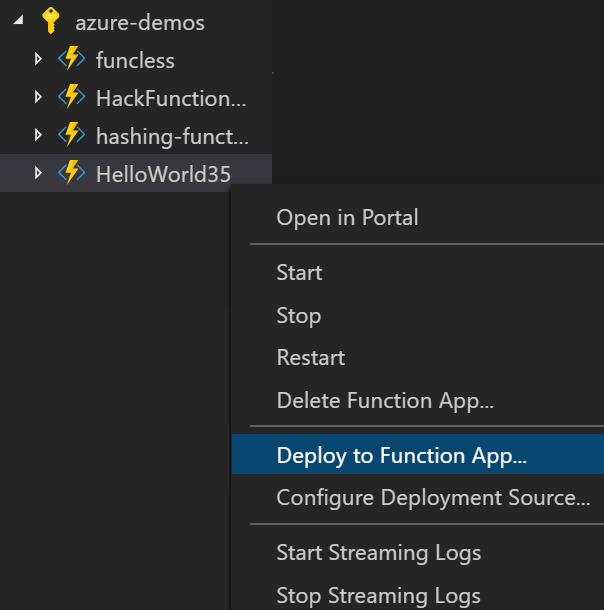 azure-demos
funcless
HackFunction...
hashing-funct...
HelloWorld35
Open in Portal
Start
Stop
Restart
Delete Function App...
Deploy to Function App...
Configure Deployment Source...
Start Streaming Logs
Stop Streaming Logs